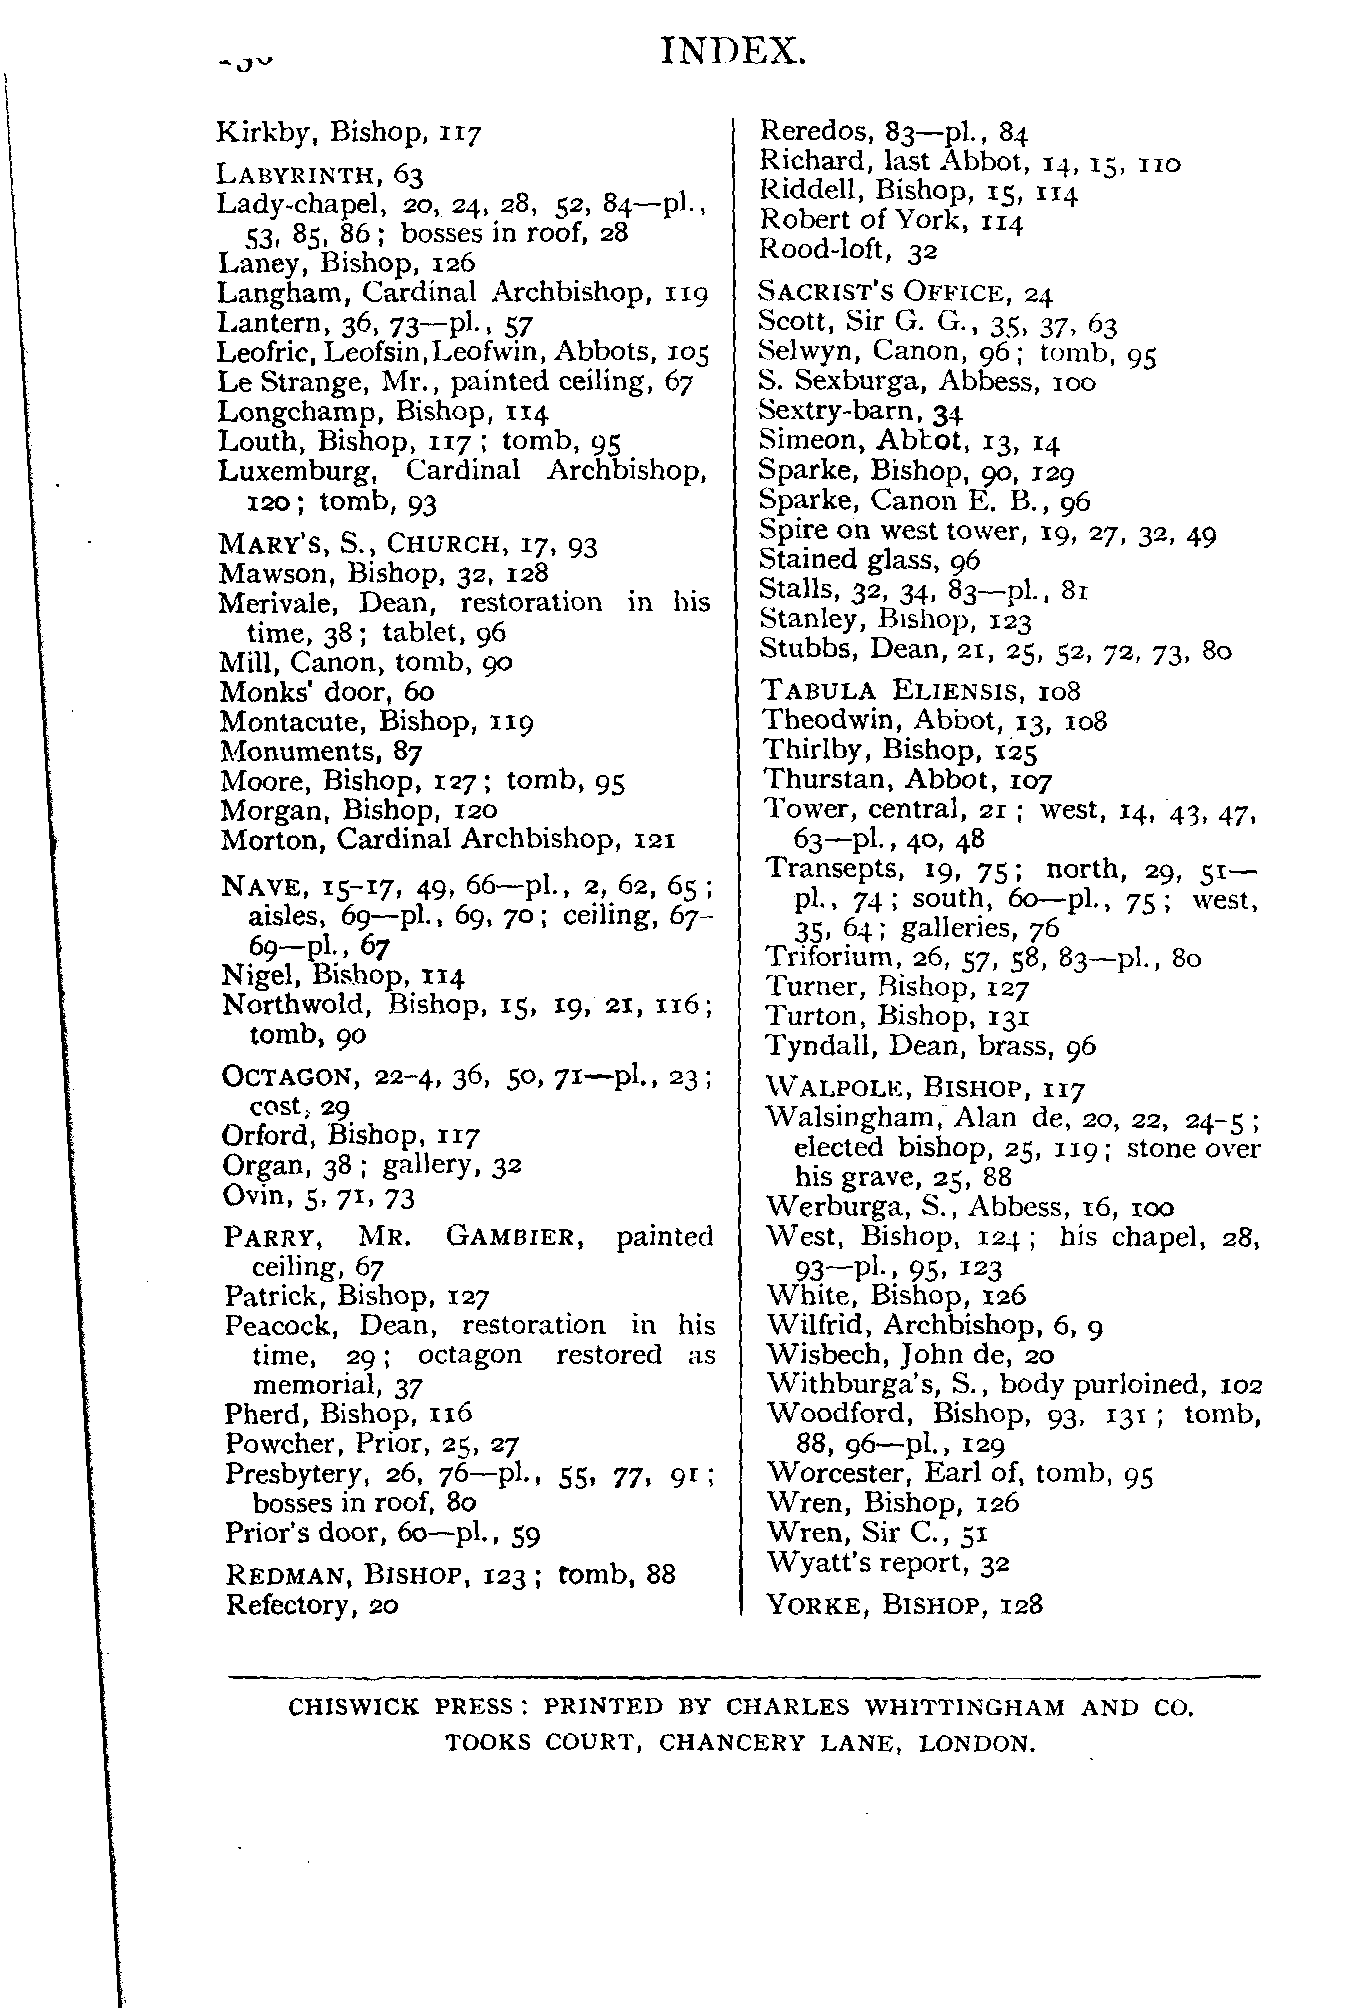 INDEX.
Kirkby, Bishop, 117
LABYRINTH, 63
Lady-chapel, 20, 24, 28, 52, 84—pl.,
53, 85, 86; bosses in roof, 28
Laney, Bishop, 126
Langham, Cardinal Archbishop, 119
Lantern, 36, 73—pl., 57
Leofric, Leofsin, Leofwin, Abbots, 105
Le Strange, Mr., painted ceiling, 67
Longchamp, Bishop, 114
Louth, Bishop, 117; tomb, 95
Luxemburg, Cardinal Archbishop,
120; tomb, 93
MARY'S, S., CHURCH, 17, 93
Mawson, Bishop, 32, 128
Merivale, Dean, restoration in his
time, 38; tablet, 96
Mill, Canon, tomb, 90
Monks' door, 60
Montacute, Bishop, 119
Monuments, 87
Moore, Bishop, 127; tomb, 95
Morgan, Bishop, 120
Morton, Cardinal Archbishop, 121
NAVE, 15-17, 49, 66—pl., 2, 62, 65;
aisles, 69—pl., 69, 70; ceiling, 67-
69—pl., 67
Nigel, Bishop, 114
Northwold, Bishop, 15, 19, 21, 116;
tomb, 90
OCTAGON, 22-4, 36, 50, 71—pl., 23;
cost, 29
Orford, Bishop, 117
Organ, 38; gallery, 32
Ovin, 5, 71, 73
PARRY, MR. GAMBIER, painted
ceiling, 67
Patrick, Bishop, 127
Peacock, Dean, restoration in his
time, 29; octagon restored as
memorial, 37
Pherd, Bishop, 116
Powcher, Prior, 25, 27
Presbytery, 26, 76—pl., 55, 77, 91;
bosses in roof, 80
Prior's door, 60—pl., 59
REDMAN, BISHOP, 123; tomb, 88
Refectory, 20
Reredos, 83—pl., 84
Richard, last Abbot, 14, 15, 110
Riddell, Bishop, 15, 114
Robert of York, 114
Rood-loft, 32
SACRIST'S OFFICE, 24
Scott, Sir G. G., 35, 37, 63
Selwyn, Canon, 96; tomb, 95
S. Sexburga, Abbess, 100
Sextry-barn, 34
Simeon, Abbot, 13, 14
Sparke, Bishop, 90, 129
Sparke, Canon E. B., 96
Spire on west tower, 19, 27, 32, 49
Stained glass, 96
Stalls, 32, 34, 83—pl., 81
Stanley, Bishop, 123
Stubbs, Dean, 21, 25, 52, 72, 73, 80
TABULA ELIENSIS, 108
Theodwin, Abbot, 13, 108
Thirlby, Bishop, 125
Thurstan, Abbot, 107
Tower, central, 21; west, 14, 43, 47,
63—pl., 40, 48
Transepts, 19, 75; north, 29, 51—
pl., 74; south, 60—pl., 75; west,
35, 64; galleries, 76
Triforium, 26, 57, 58, 83—pl., 80
Turner, Bishop, 127
Turton, Bishop, 131
Tyndall, Dean, brass, 96
WALPOLE, BISHOP, 117
Walsingham, Alan de, 20, 22, 24-5;
elected bishop, 25, 119; stone over
his grave, 25, 88
Werburga, S., Abbess, 16, 100
West, Bishop, 124; his chapel, 28,
93—pl., 95, 123
White, Bishop, 126
Wilfrid, Archbishop, 6, 9
Wisbech, John de, 20
Withburga's, S., body purloined, 102
Woodford, Bishop, 93, 131; tomb,
88, 96—pl., 129
Worcester, Earl of, tomb, 95
Wren, Bishop, 126
Wren, Sir C., 51
Wyatt's report, 32
YORKE, BISHOP, 128
CHISWICK PRESS: PRINTED BY CHARLES WHITTINGHAM AND CO.
TOOKS COURT, CHANCERY LANE, LONDON.